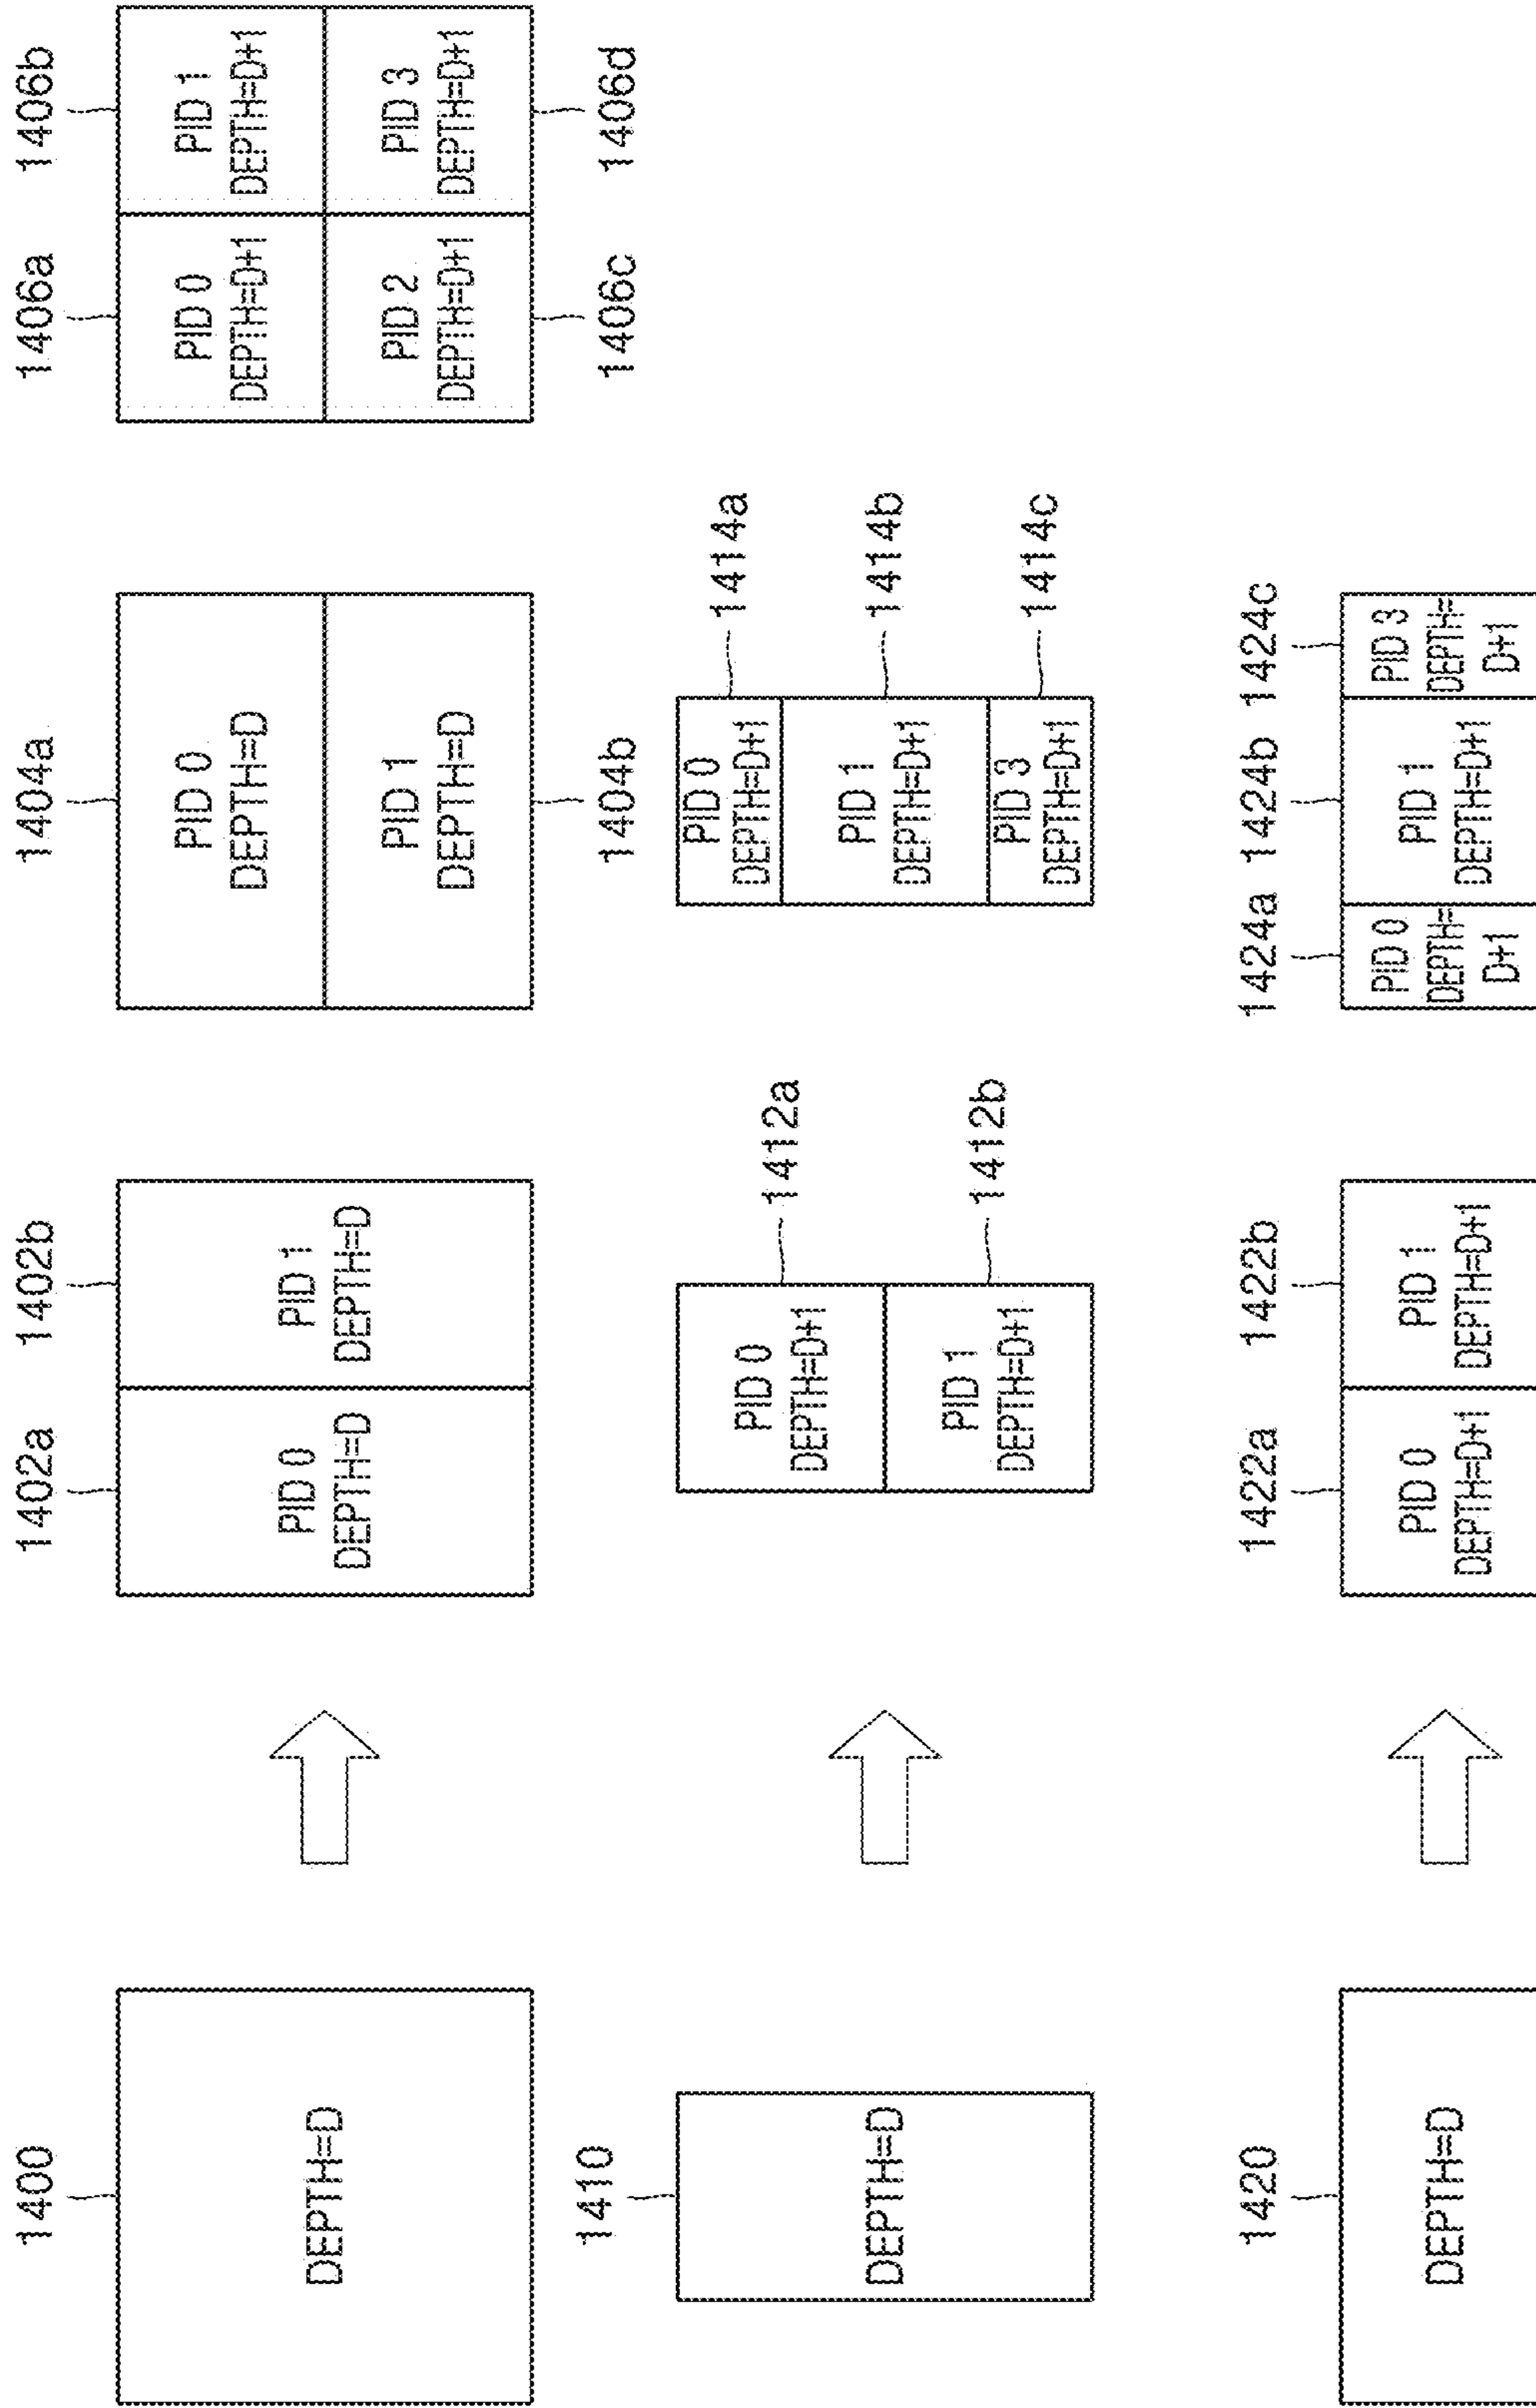 1400
DEPTH=D
1402a
1402b
PID 0
DEPTH=D
PID 1
DEPTH=D
1404a
PID 0
DEPTH=D
PID 1
DEPTH=D
1404b
1406a
1406b
PID 0
DEPTH=D+1
PID 1
DEPTH=D+1
PID 2
DEPTH=D+1
PID 3
DEPTH=D+1
1406c
1406d
1410
DEPTH=D
PID 0
DEPTH=D+1
1412a
PID 1
DEPTH=D+1
1412b
PID 0
DEPTH=D+1
1414a
PID 1
DEPTH=D+1
1414b
PID 3
DEPTH=D+1
1414c
1420
DEPTH=D
1422a
1422b
PID 0
DEPTH=D+1
PID 1
DEPTH=D+1
1424a
1424b
1424c
PID 0
DEPTH=
D+1
PID 1
DEPTH=D+1
PID 3
DEPTH=
D+1